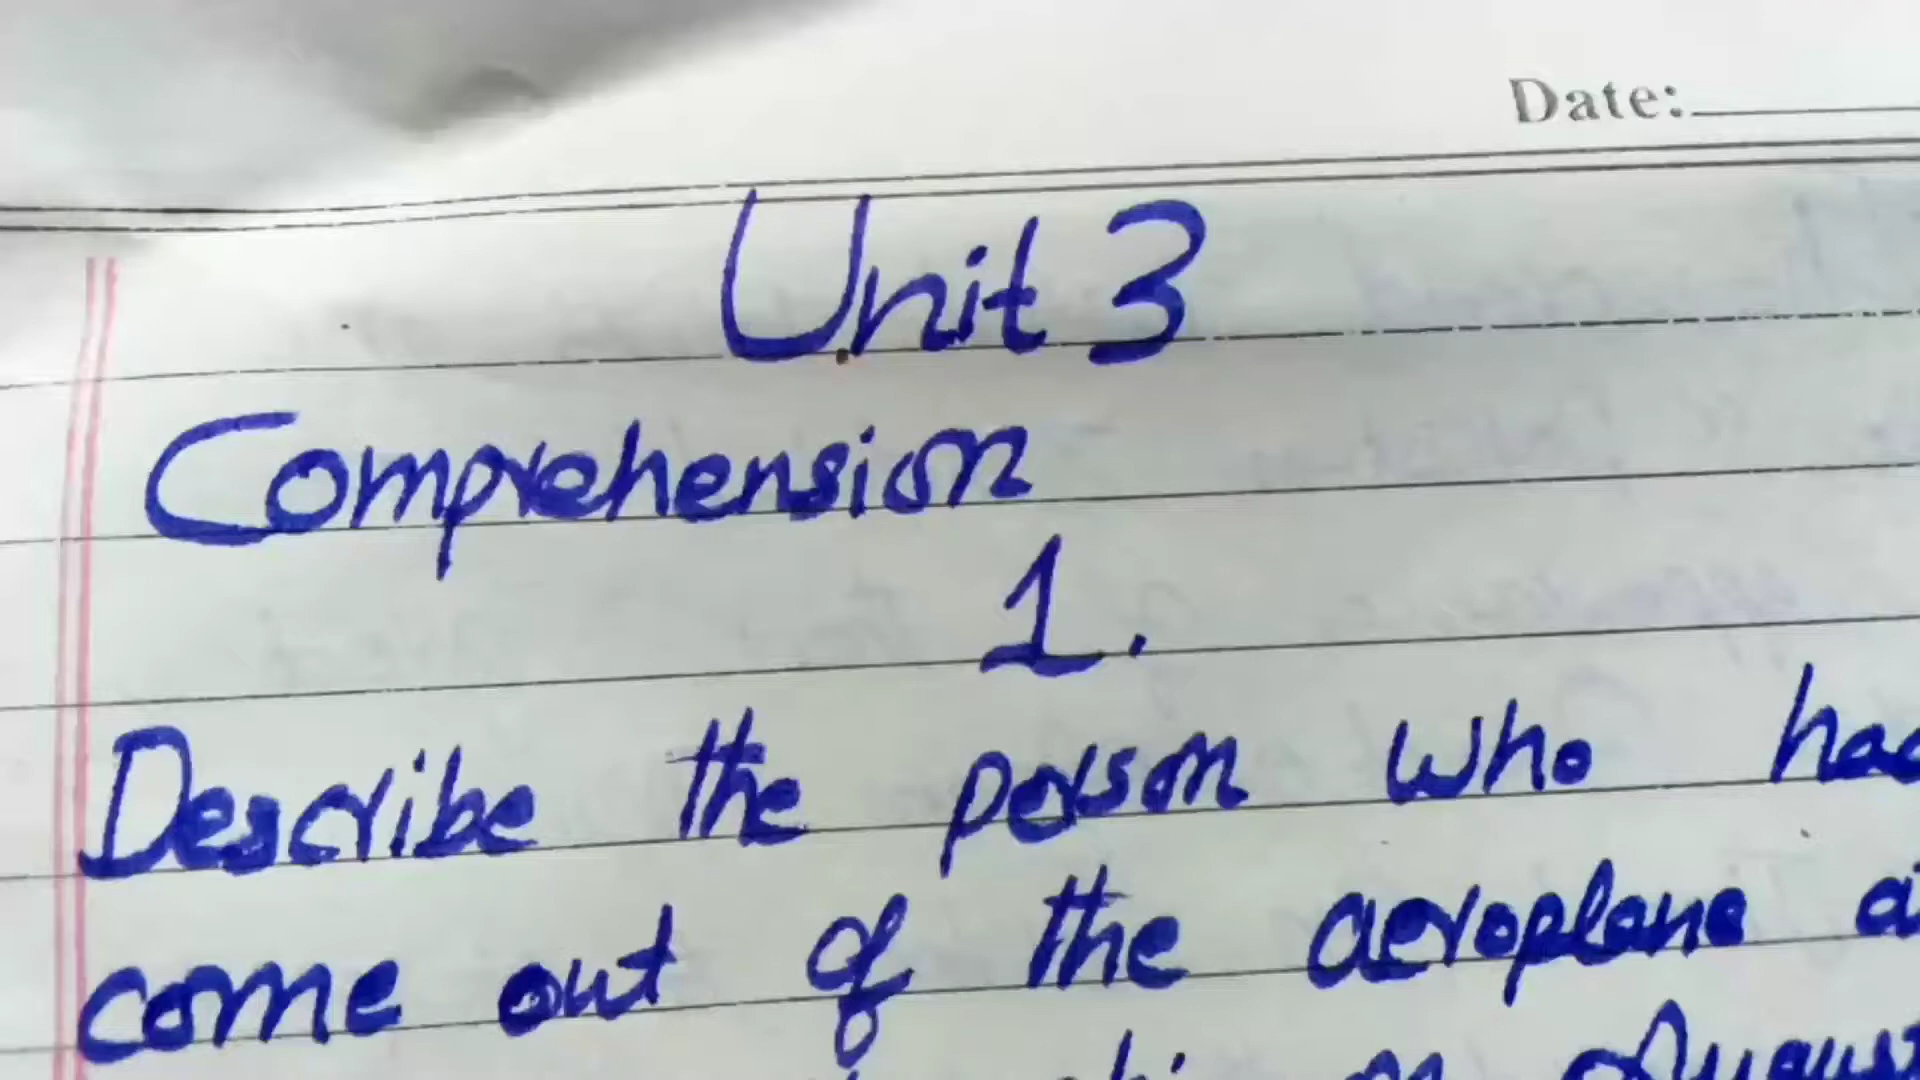 Date:
Unit 3
Comprehension
1.
Describe the person who
come out of the aeroplane